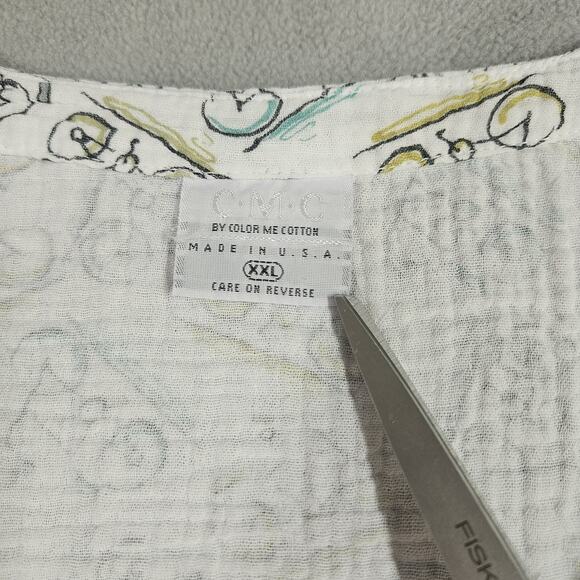 C·M·C
BY COLOR ME COTTON
MADE IN U.S.A.
XXL
CARE ON REVERSE
FISK